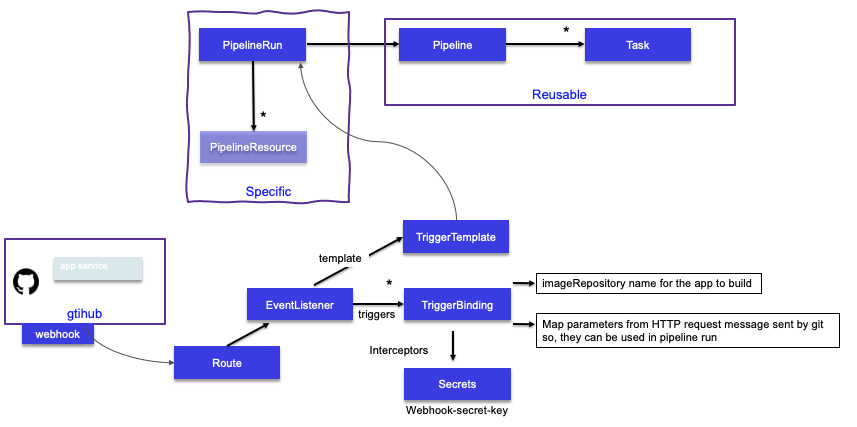 PipelineRun
Pipeline
*
Task
Reusable
*
PipelineResource
Specific
TriggerTemplate
template
app service
gtihub
webhook
Route
EventListener
*
triggers
TriggerBinding
imageRepository name for the app to build
Map parameters from HTTP request message sent by git
so, they can be used in pipeline run
Interceptors
Secrets
Webhook-secret-key